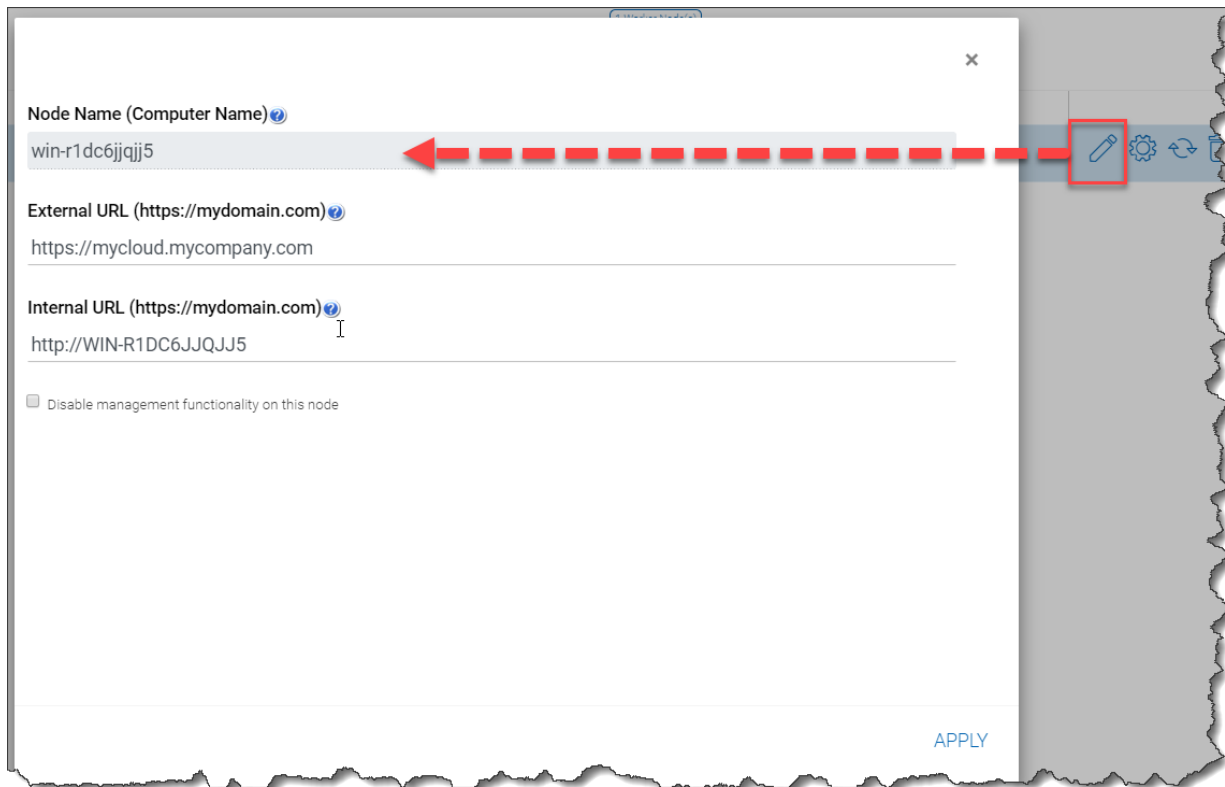 Node Name (Computer Name)
win-r1dc6jjqjj5
External URL (https://mydomain.com)
https://mycloud.mycompany.com
Internal URL (https://mydomain.com)
http://WIN-R1DC6JJQJJ5
Disable management functionality on this node
APPLY